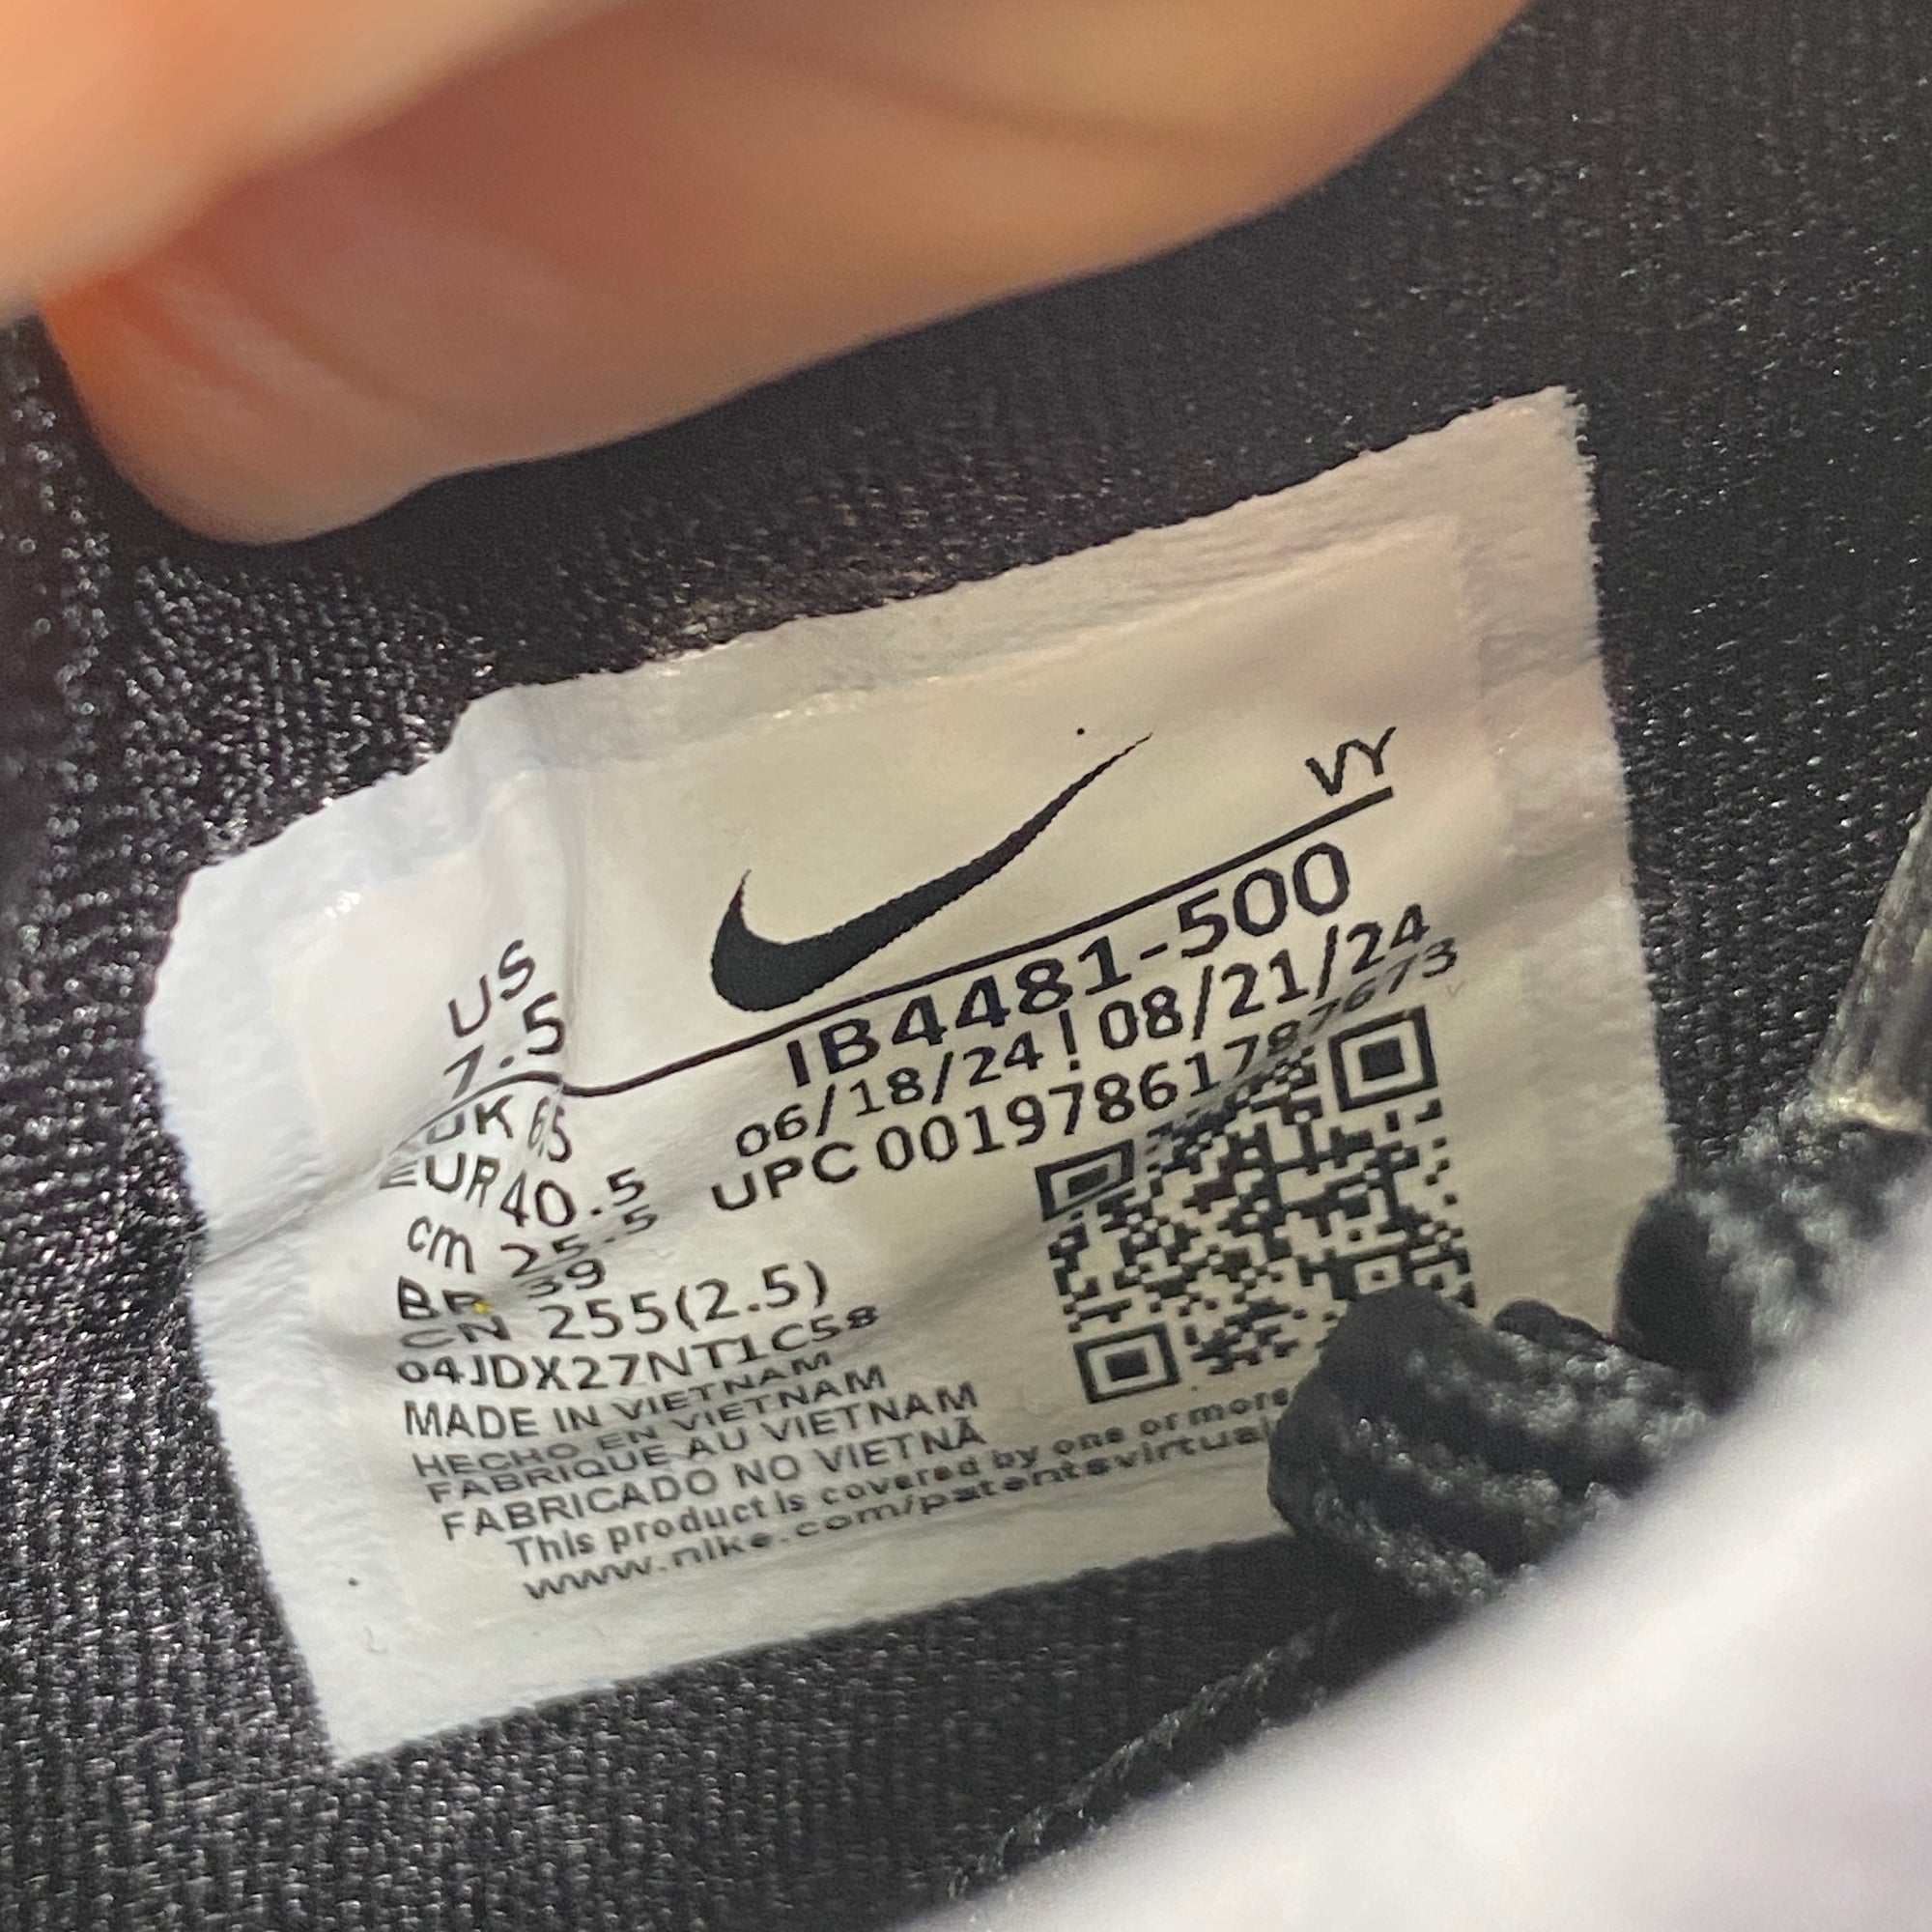 VY
US
7.5
UK 6.5
EUR 40.5
cm 25.5
BR 39
CN 255(2.5)
IB4481-500
06/18/24 ! 08/21/24
UPC 00197861787673
04JDX27NT1C58
MADE IN VIETNAM
HECHO EN VIETNAM
FABRIQUE AU VIETNAM
FABRICADO NO VIETNÃ
This product is covered by one or more
www.nike.com/patentsvirtual